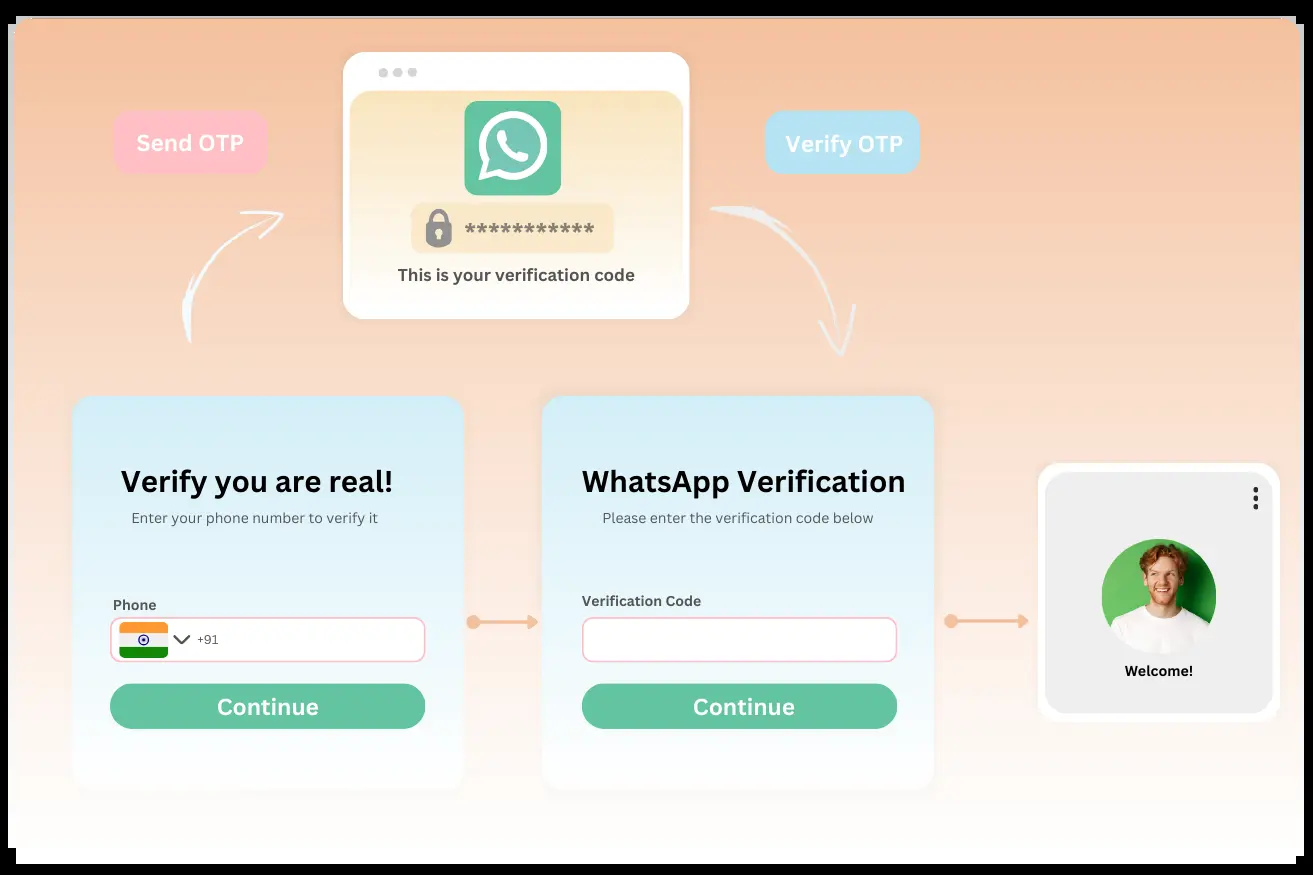 Send OTP
Verify OTP
***********
This is your verification code
Verify you are real!
Enter your phone number to verify it
Phone
+91
Continue
WhatsApp Verification
Please enter the verification code below
Verification Code
Continue
Welcome!